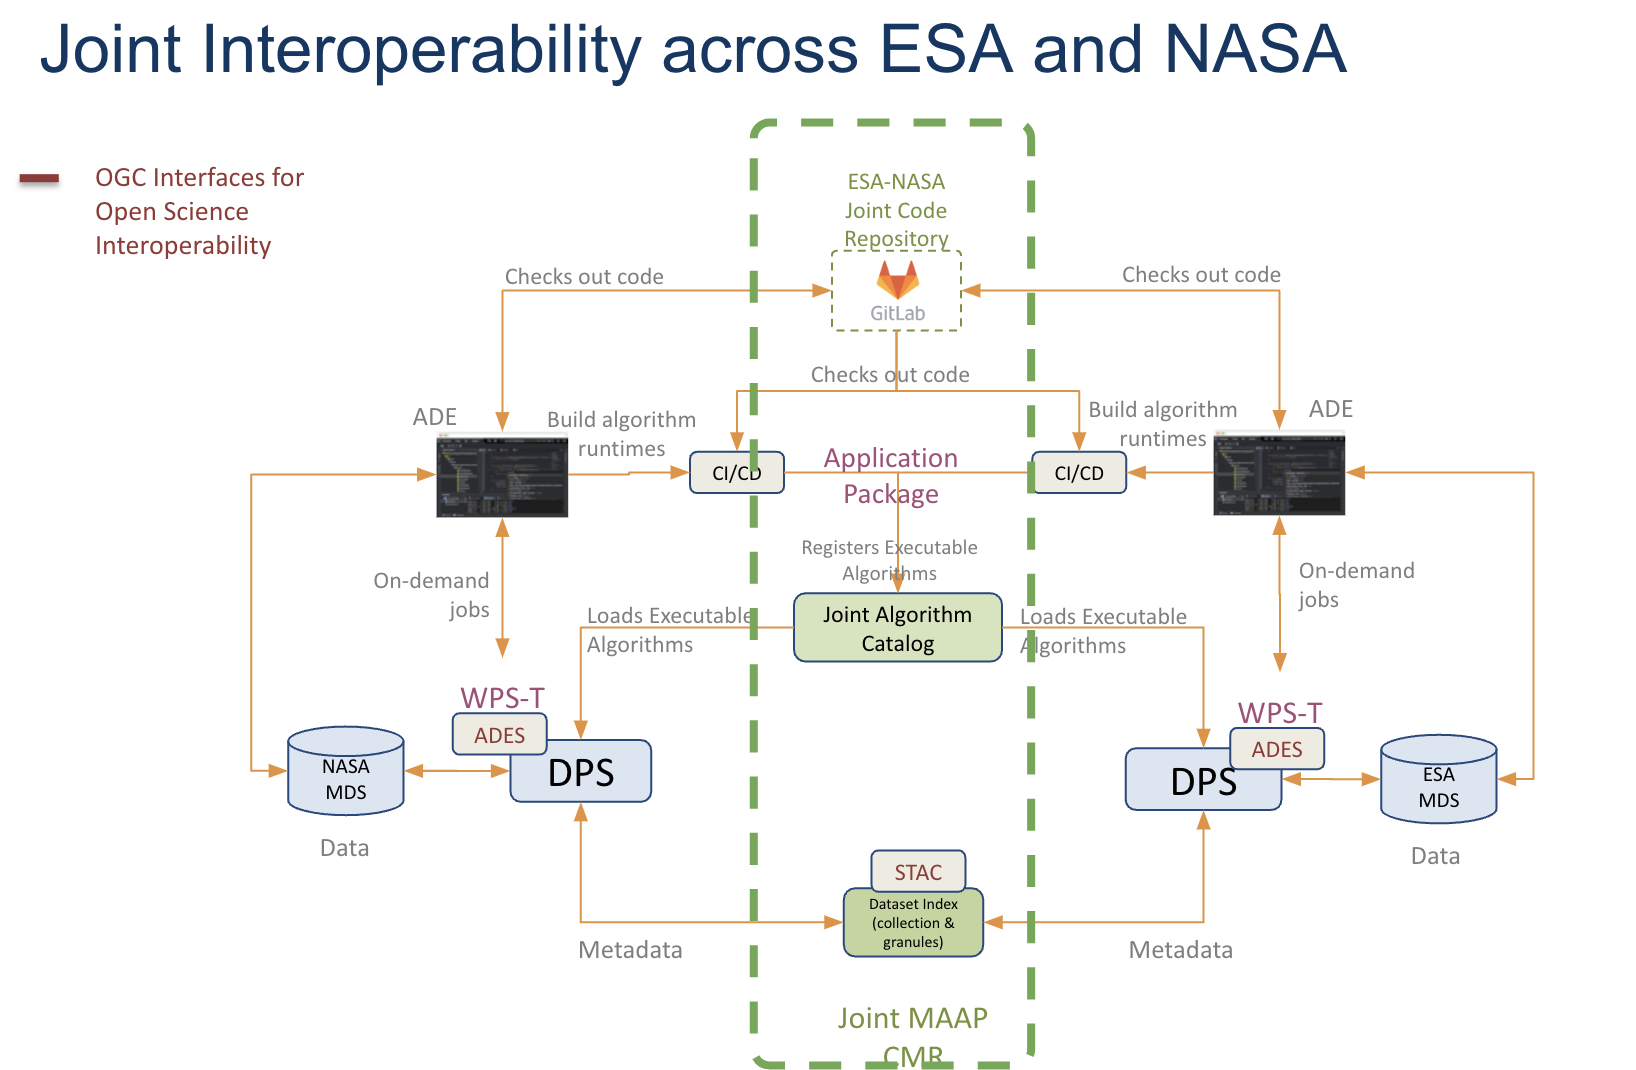 Joint Interoperability across ESA and NASA
OGC Interfaces for
Open Science
Interoperability
ESA-NASA
Joint Code
Repository
GitLab
Checks out code
Checks out code
Checks out code
ADE
Build algorithm
runtimes
Build algorithm
runtimes
ADE
CI/CD
Application
Package
CI/CD
Registers Executable
Algorithms
On-demand
jobs
On-demand
jobs
Loads Executable
Algorithms
Joint Algorithm
Catalog
Loads Executable
Algorithms
WPS-T
ADES
DPS
NASA
MDS
Data
WPS-T
ADES
DPS
ESA
MDS
Data
STAC
Dataset Index
(collection &
granules)
Metadata
Metadata
Joint MAAP
CMR